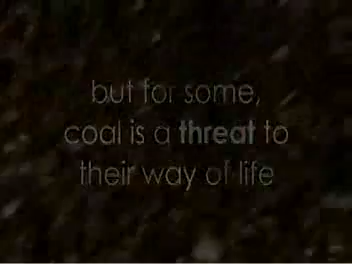 but for some,
coal is a threat to
their way of life